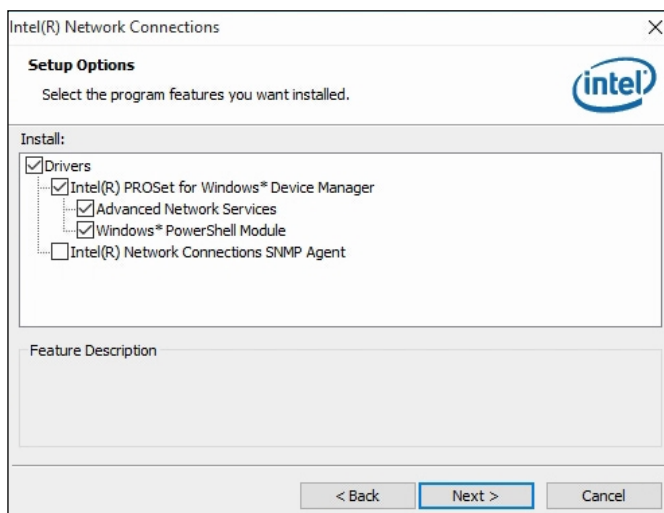 Intel(R) Network Connections
Setup Options
Select the program features you want installed.
intel
Install:
Drivers
Intel(R) PROSet for Windows* Device Manager
Advanced Network Services
Windows* PowerShell Module
Intel(R) Network Connections SNMP Agent
Feature Description
< Back Next > Cancel